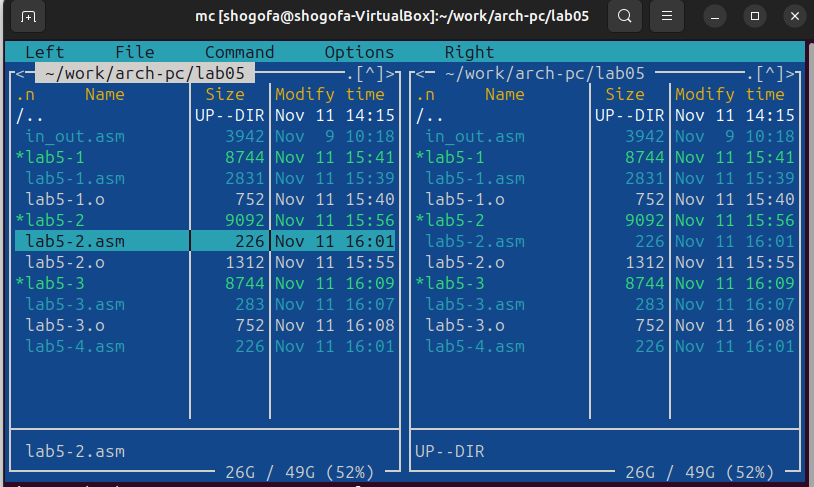 mc [shogofa@shogofa-VirtualBox]:~/work/arch-pc/lab05
Left File Command Options Right
<─ ~/work/arch-pc/lab05 .[^]> <─ ~/work/arch-pc/lab05 .[^]>
.n Name Size Modify time .n Name Size Modify time
/.. UP--DIR Nov 11 14:15 /.. UP--DIR Nov 11 14:15
in_out.asm 3942 Nov 9 10:18 in_out.asm 3942 Nov 9 10:18
*lab5-1 8744 Nov 11 15:41 *lab5-1 8744 Nov 11 15:41
lab5-1.asm 2831 Nov 11 15:39 lab5-1.asm 2831 Nov 11 15:39
lab5-1.o 752 Nov 11 15:40 lab5-1.o 752 Nov 11 15:40
*lab5-2 9092 Nov 11 15:56 *lab5-2 9092 Nov 11 15:56
lab5-2.asm 226 Nov 11 16:01 lab5-2.asm 226 Nov 11 16:01
lab5-2.o 1312 Nov 11 15:55 lab5-2.o 1312 Nov 11 15:55
*lab5-3 8744 Nov 11 16:09 *lab5-3 8744 Nov 11 16:09
lab5-3.asm 283 Nov 11 16:07 lab5-3.asm 283 Nov 11 16:07
lab5-3.o 752 Nov 11 16:08 lab5-3.o 752 Nov 11 16:08
lab5-4.asm 226 Nov 11 16:01 lab5-4.asm 226 Nov 11 16:01
lab5-2.asm UP--DIR
26G / 49G (52%) 26G / 49G (52%)